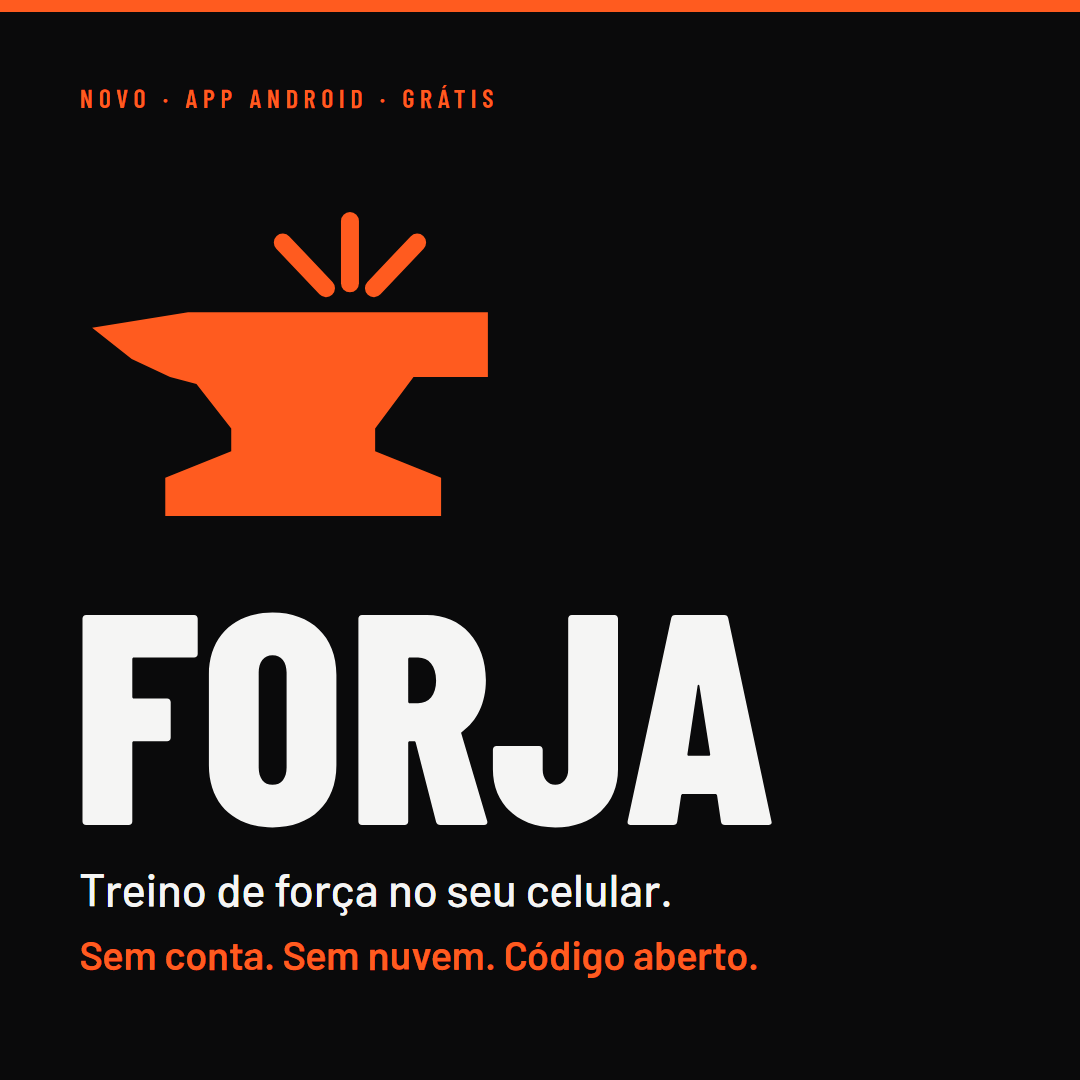 NOVO · APP ANDROID · GRÁTIS
FORJA
Treino de força no seu celular.
Sem conta. Sem nuvem. Código aberto.